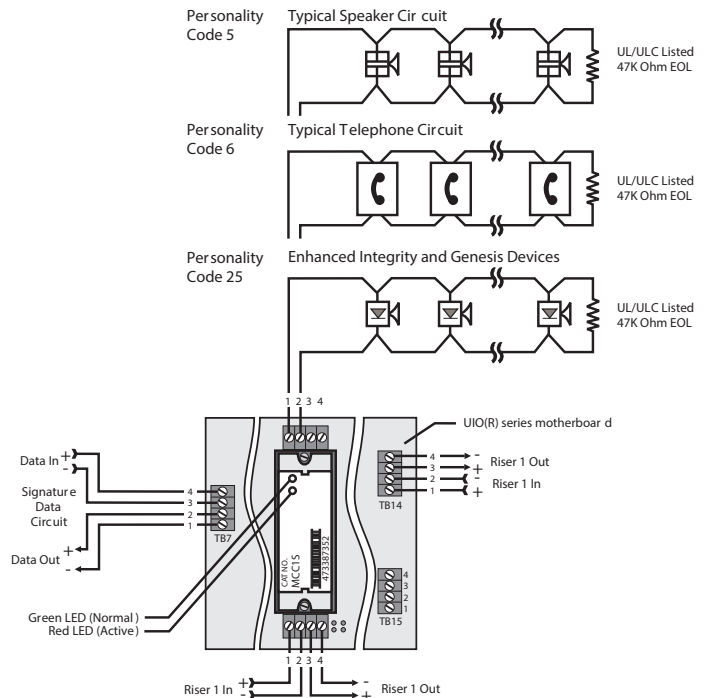 Personality Code 5
Typical Speaker Cir cuit
UL/ULC Listed
47K Ohm EOL
Personality Code 6
Typical Telephone Circuit
UL/ULC Listed
47K Ohm EOL
Personality Code 25
Enhanced Integrity and Genesis Devices
UL/ULC Listed
47K Ohm EOL
1 2 3 4
UIO(R) series motherboar d
Data In + -
Signature
Data
Circuit
Data Out + -
4
3
2
1
TB7
4 -
3 +
Riser 1 Out
2 -
1 +
Riser 1 In
TB14
CAT NO.
MCC1S
473387352
4
3
2
1
TB15
Green LED (Normal)
Red LED (Active)
1 2 3 4
Riser 1 In + -
- + Riser 1 Out